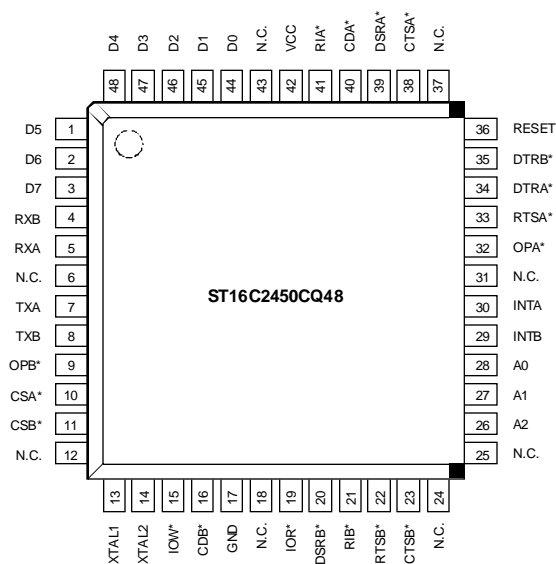 D4 D3 D2 D1 D0 N.C. VCC RIA* CDA* DSRA* CTSA* N.C.
48 47 46 45 44 43 42 41 40 39 38 37
D5 1 36 RESET
D6 2 35 DTRB*
D7 3 34 DTRA*
RXB 4 33 RTSA*
RXA 5 32 OPA*
N.C. 6 31 N.C.
ST16C2450CQ48
TXA 7 30 INTA
TXB 8 29 INTB
OPB* 9 28 A0
CSA* 10 27 A1
CSB* 11 26 A2
N.C. 12 25 N.C.
13 14 15 16 17 18 19 20 21 22 23 24
XTAL1 XTAL2 IOW* CDB* GND N.C. IOR* DSRB* RIB* RTSB* CTSB* N.C.